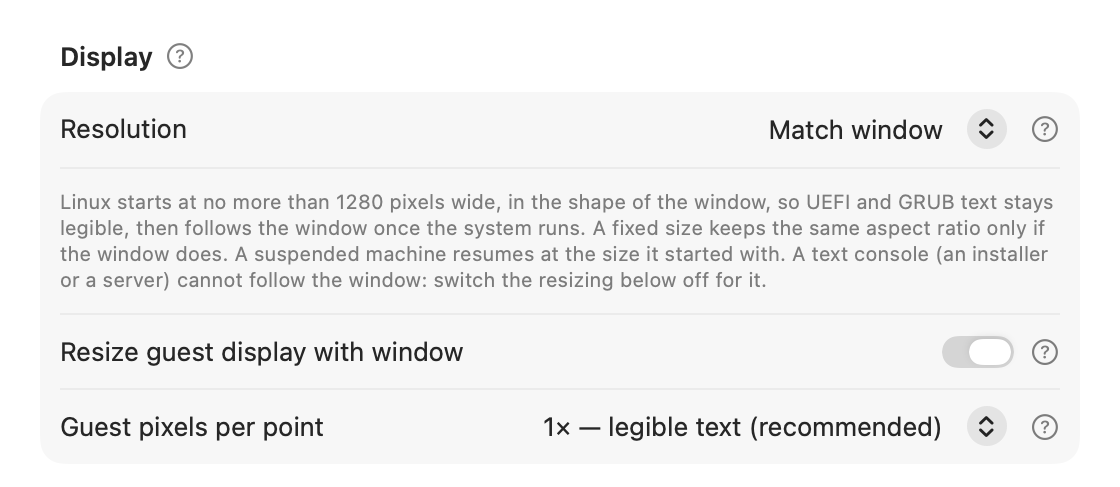 Display ?
Resolution Match window ?
Linux starts at no more than 1280 pixels wide, in the shape of the window, so UEFI and GRUB text stays
legible, then follows the window once the system runs. A fixed size keeps the same aspect ratio only if
the window does. A suspended machine resumes at the size it started with. A text console (an installer
or a server) cannot follow the window: switch the resizing below off for it.
Resize guest display with window ?
Guest pixels per point 1× — legible text (recommended) ?